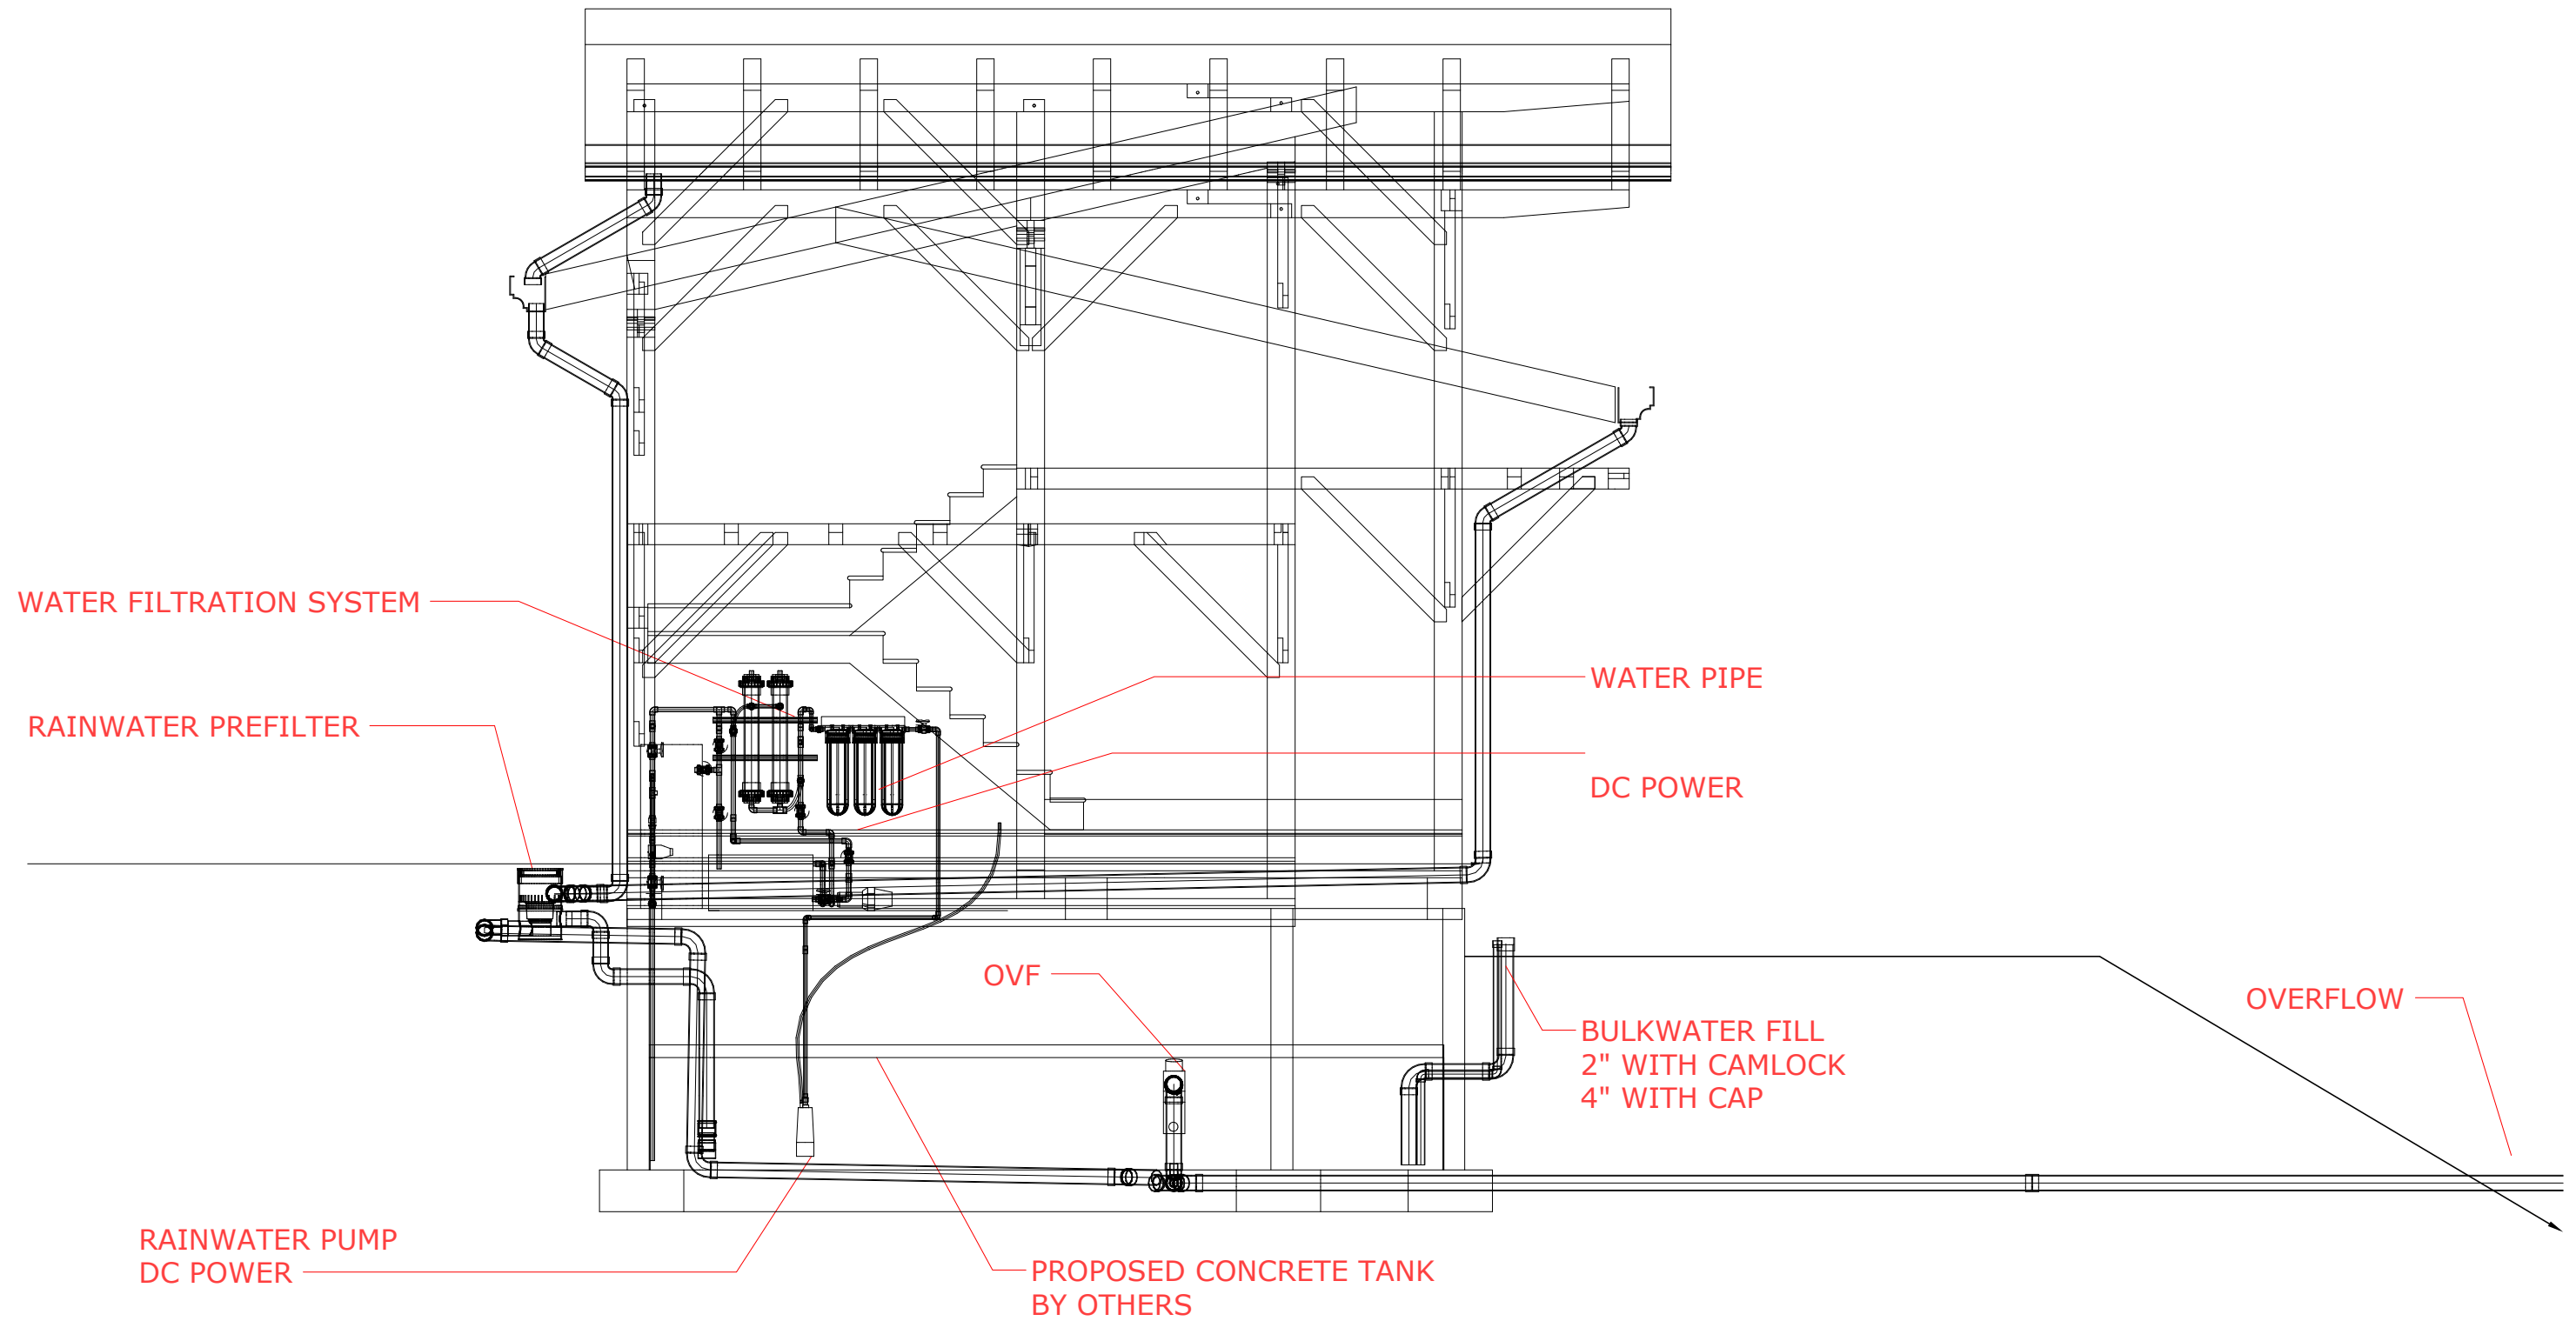 WATER FILTRATION SYSTEM
WATER PIPE
RAINWATER PREFILTER
DC POWER
OVF
OVERFLOW
BULKWATER FILL
2" WITH CAMLOCK
4" WITH CAP
RAINWATER PUMP
DC POWER
PROPOSED CONCRETE TANK
BY OTHERS